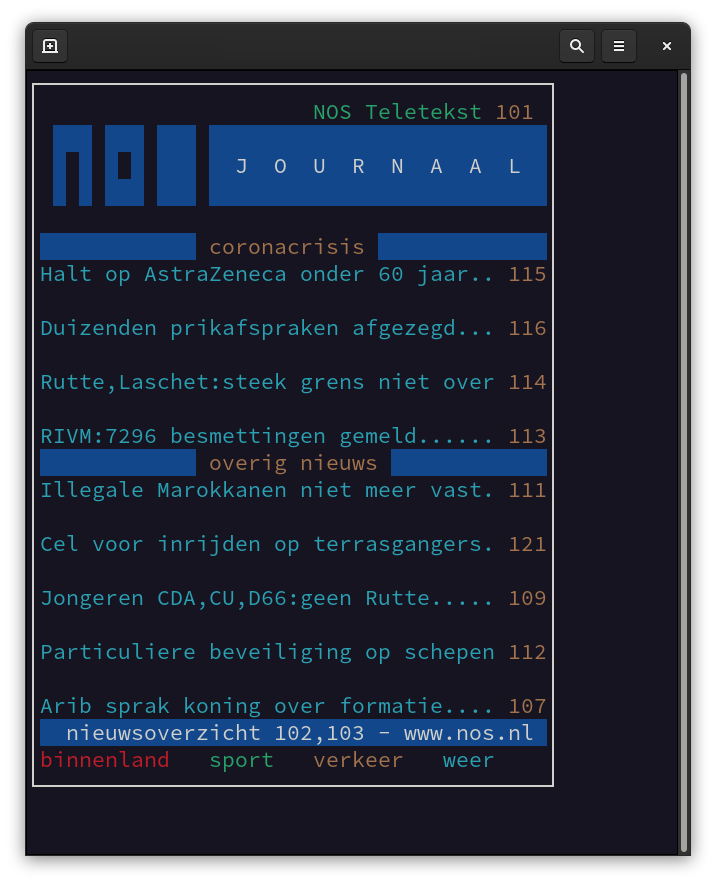 NOS Teletekst 101
nos JOURNAAL
coronacrisis
Halt op AstraZeneca onder 60 jaar.. 115
Duizenden prikafspraken afgezegd... 116
Rutte,Laschet:steek grens niet over 114
RIVM:7296 besmettingen gemeld...... 113
overig nieuws
Illegale Marokkanen niet meer vast. 111
Cel voor inrijden op terrasgangers. 121
Jongeren CDA,CU,D66:geen Rutte..... 109
Particuliere beveiliging op schepen 112
Arib sprak koning over formatie.... 107
nieuwsoverzicht 102,103 - www.nos.nl
binnenland sport verkeer weer